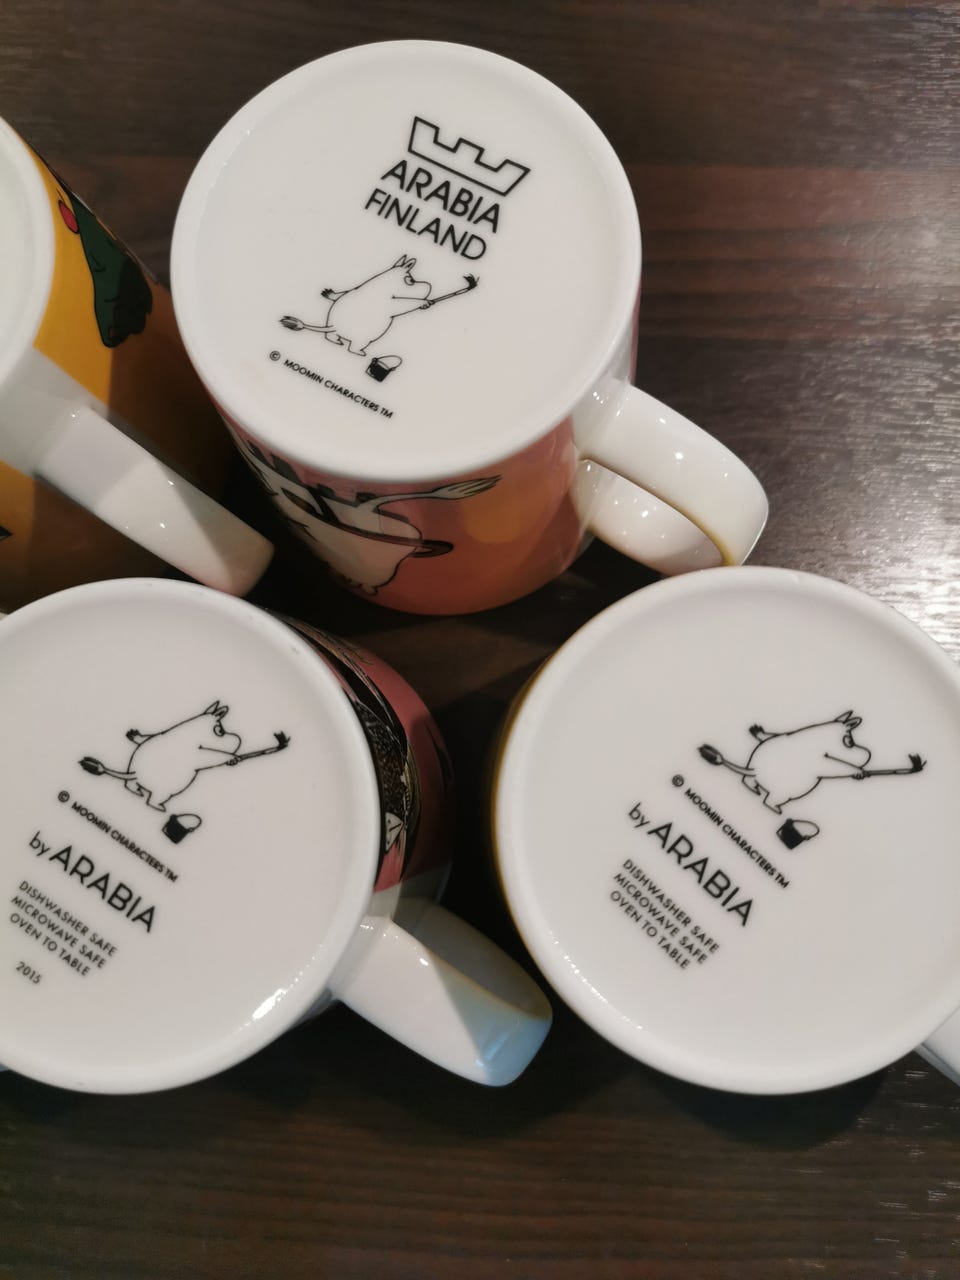 ARABIA
FINLAND
© MOOMIN CHARACTERS TM
© MOOMIN CHARACTERS TM
by ARABIA
DISHWASHER SAFE
MICROWAVE SAFE
OVEN TO TABLE
2015
© MOOMIN CHARACTERS TM
by ARABIA
DISHWASHER SAFE
MICROWAVE SAFE
OVEN TO TABLE